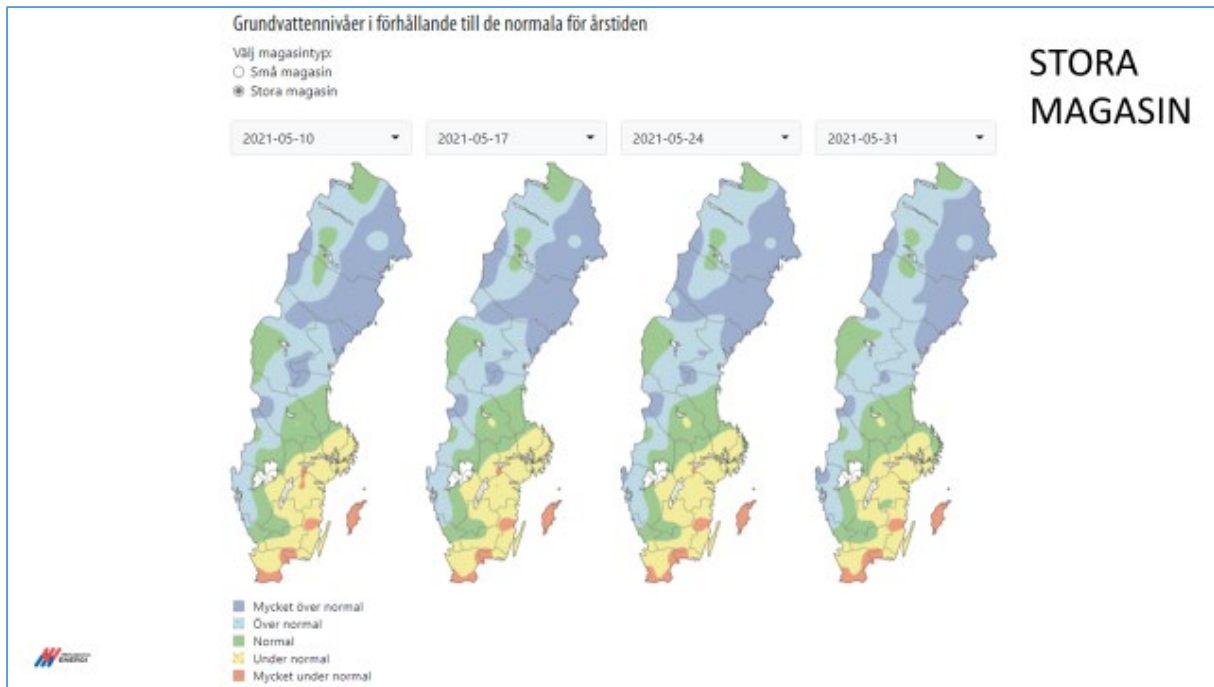 Grundvattennivåer i förhållande till de normala för årstiden
Välj magasintyp:
Små magasin
Stora magasin
STORA
MAGASIN
2021-05-10
2021-05-17
2021-05-24
2021-05-31
Mycket över normal
Över normal
Normal
Under normal
Mycket under normal
ENERGI